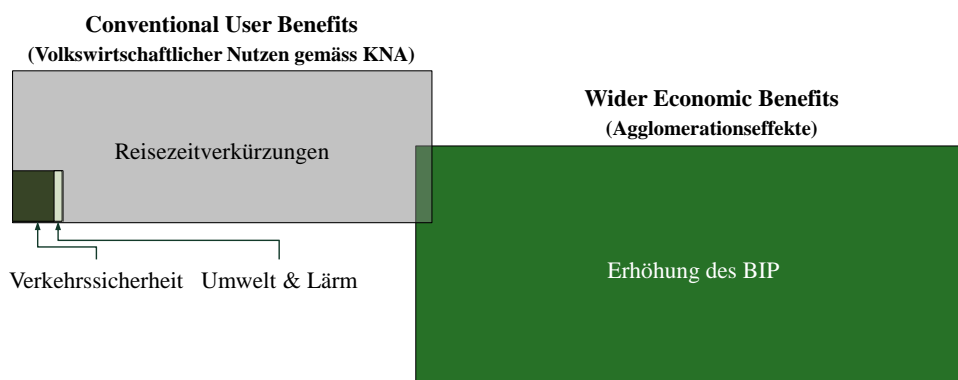 Conventional User Benefits
(Volkswirtschaftlicher Nutzen gemäss KNA)
Wider Economic Benefits
(Agglomerationseffekte)
Reisezeitverkürzungen
Verkehrssicherheit
Umwelt & Lärm
Erhöhung des BIP